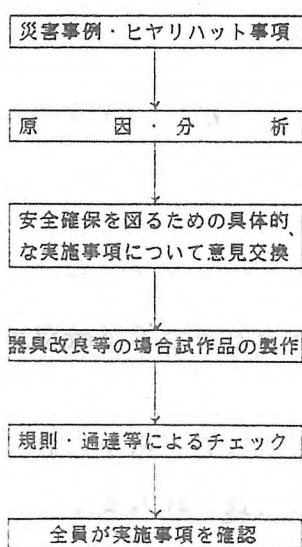 災害事例・ヒヤリハット事項
原因・分析
安全確保を図るための具体的
な実施事項について意見交換
器具改良等の場合試作品の製作
規則・通達等によるチェック
全員が実施事項を確認